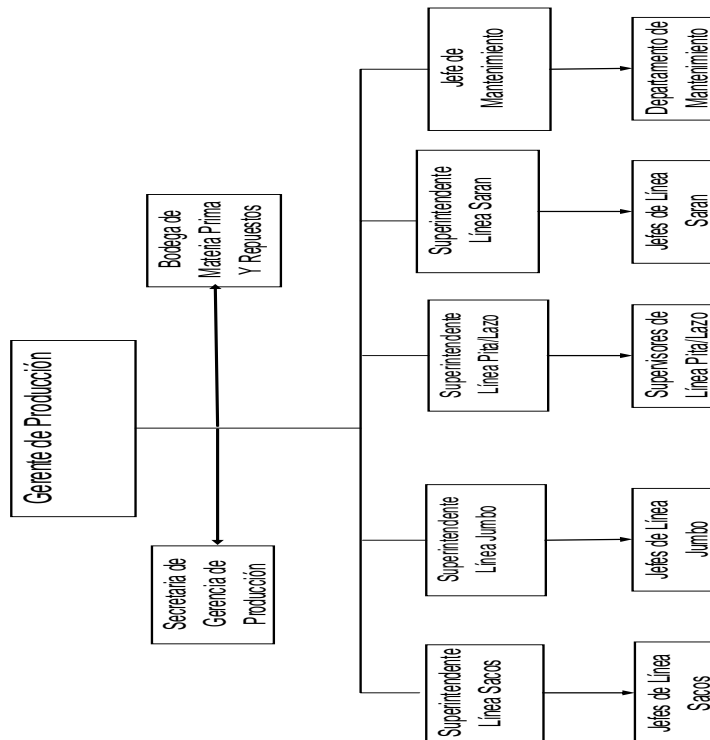 Gerente de Producción
Secretaria de
Gerencia de
Producción
Bodega de
Materia Prima
Y Repuestos
Superintendente
Línea Sacos
Superintendente
Línea Jumbo
Superintendente
Línea Pita/Lazo
Superintendente
Línea Saran
Jefe de
Mantenimiento
Jefes de Línea
Sacos
Jefes de Línea
Jumbo
Supervisores de
Línea Pita/Lazo
Jefes de Línea
Saran
Departamento de
Mantenimiento